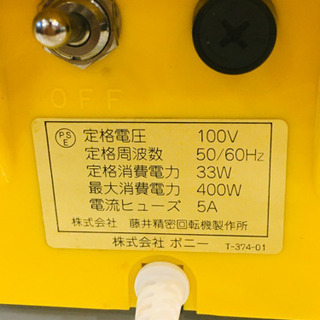 OFF
PSE
定格電圧 100V
定格周波数 50/60Hz
定格消費電力 33W
最大消費電力 400W
電流ヒューズ 5A
株式会社 藤井精密回転機製作所
株式会社 ボニー T-374-01